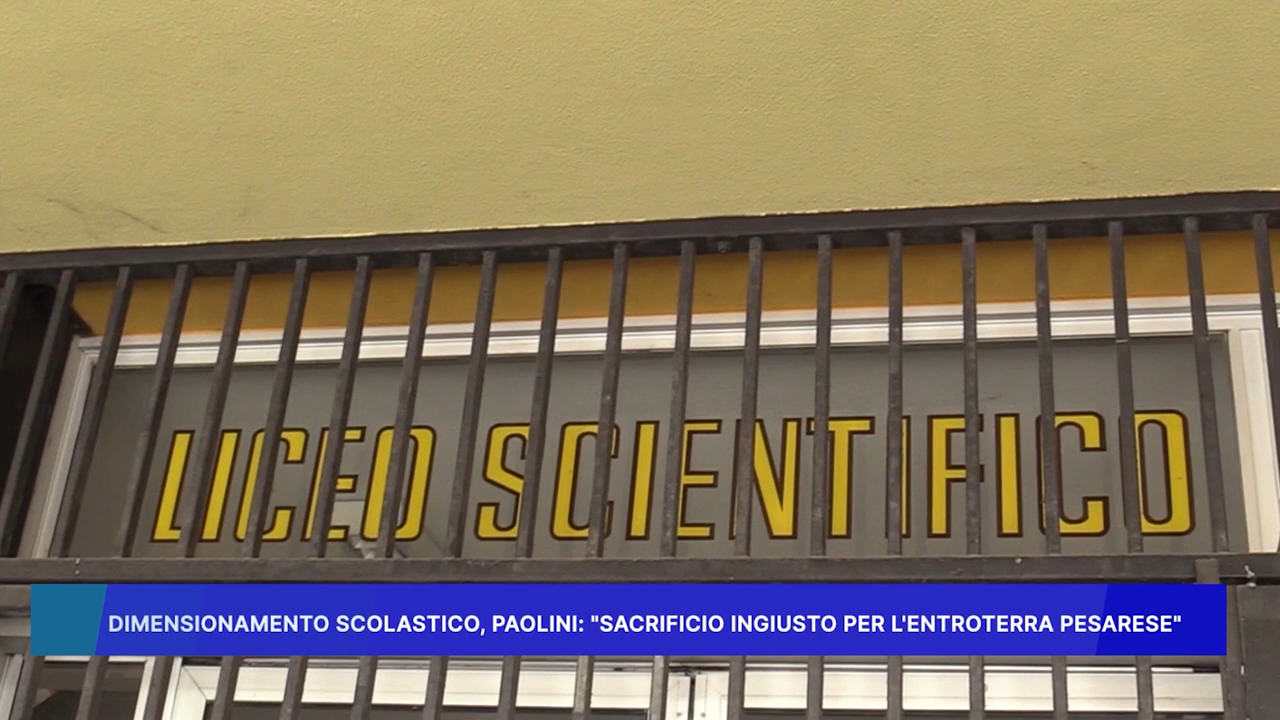 LICEO SCIENTIFICO
DIMENSIONAMENTO SCOLASTICO, PAOLINI: "SACRIFICIO INGIUSTO PER L'ENTROTERRA PESARESE"